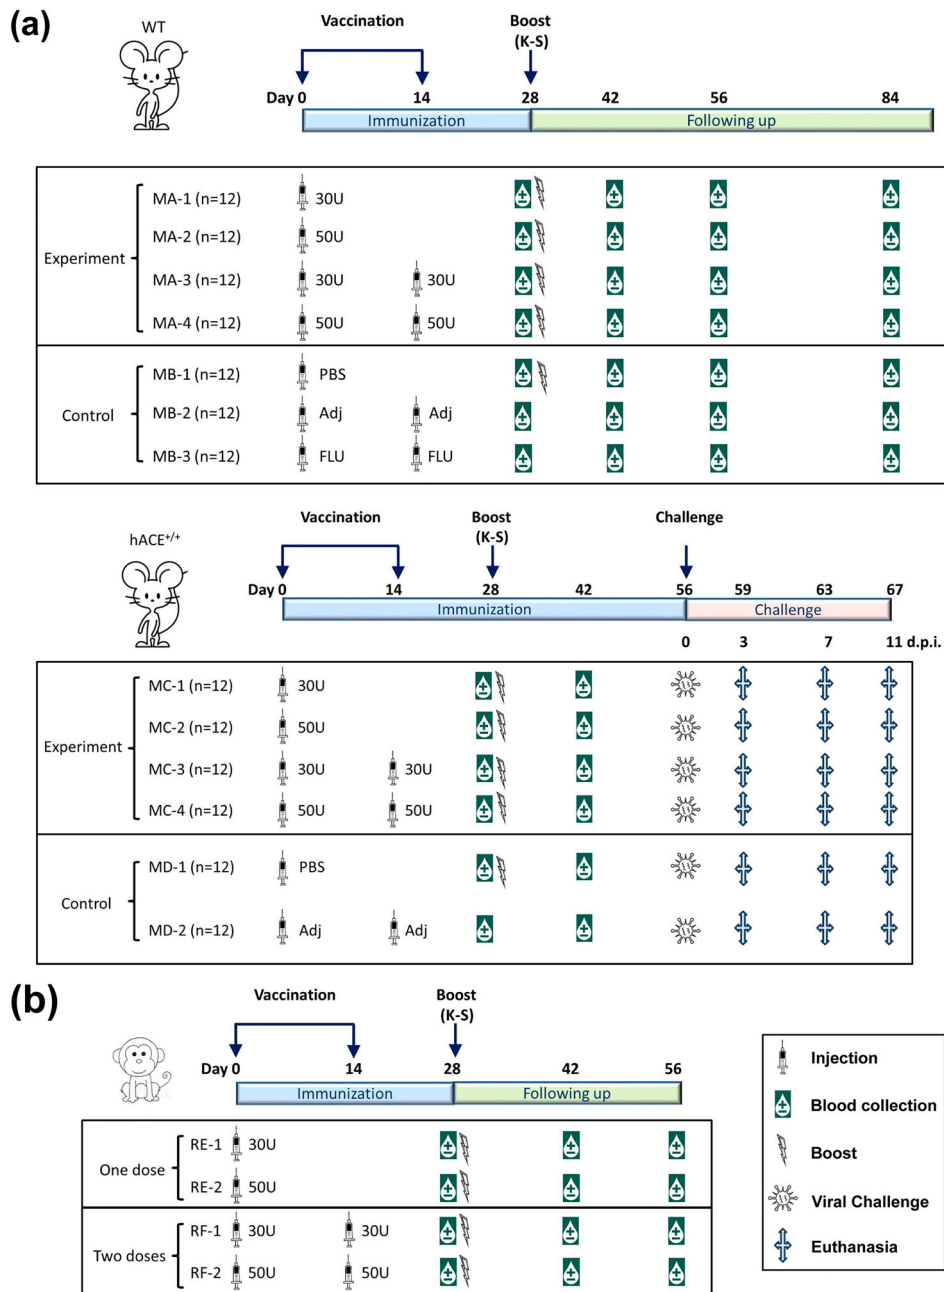 (a)
WT
Vaccination
Boost
(K-S)
Day 0 14 28 42 56 84
Immunization Following up
Experiment
MA-1 (n=12) 30U
MA-2 (n=12) 50U
MA-3 (n=12) 30U 30U
MA-4 (n=12) 50U 50U
Control
MB-1 (n=12) PBS
MB-2 (n=12) Adj Adj
MB-3 (n=12) FLU FLU
hACE+/+
Vaccination
Boost
(K-S)
Challenge
Day 0 14 28 42 56 59 63 67
Immunization Challenge
0 3 7 11 d.p.i.
Experiment
MC-1 (n=12) 30U
MC-2 (n=12) 50U
MC-3 (n=12) 30U 30U
MC-4 (n=12) 50U 50U
Control
MD-1 (n=12) PBS
MD-2 (n=12) Adj Adj
(b)
Vaccination
Boost
(K-S)
Day 0 14 28 42 56
Immunization Following up
One dose
RE-1 30U
RE-2 50U
Two doses
RF-1 30U 30U
RF-2 50U 50U
Injection
Blood collection
Boost
Viral Challenge
Euthanasia